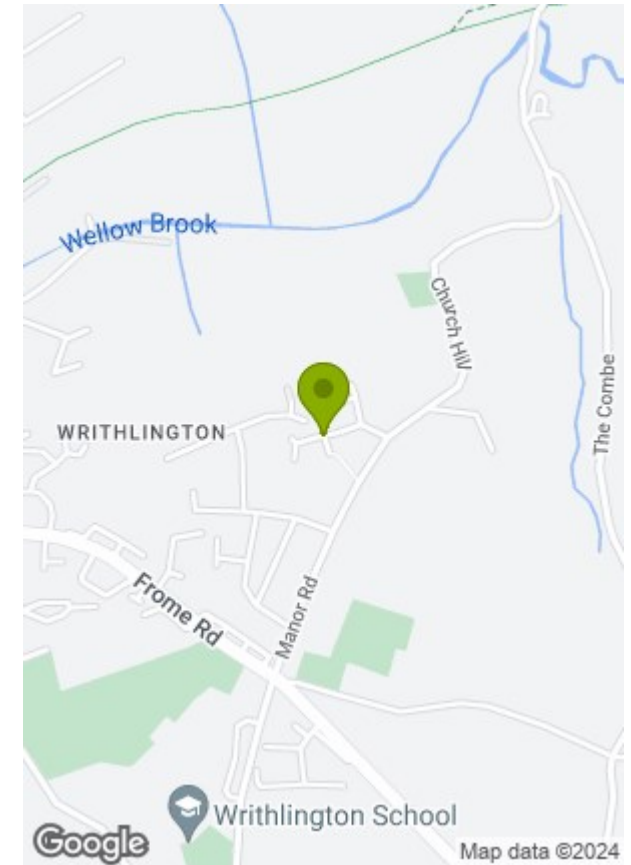 Wellow Brook
Church Hill
The Combe
WRITHLINGTON
Frome Rd
Manor Rd
Writhlington School
Google
Map data ©2024